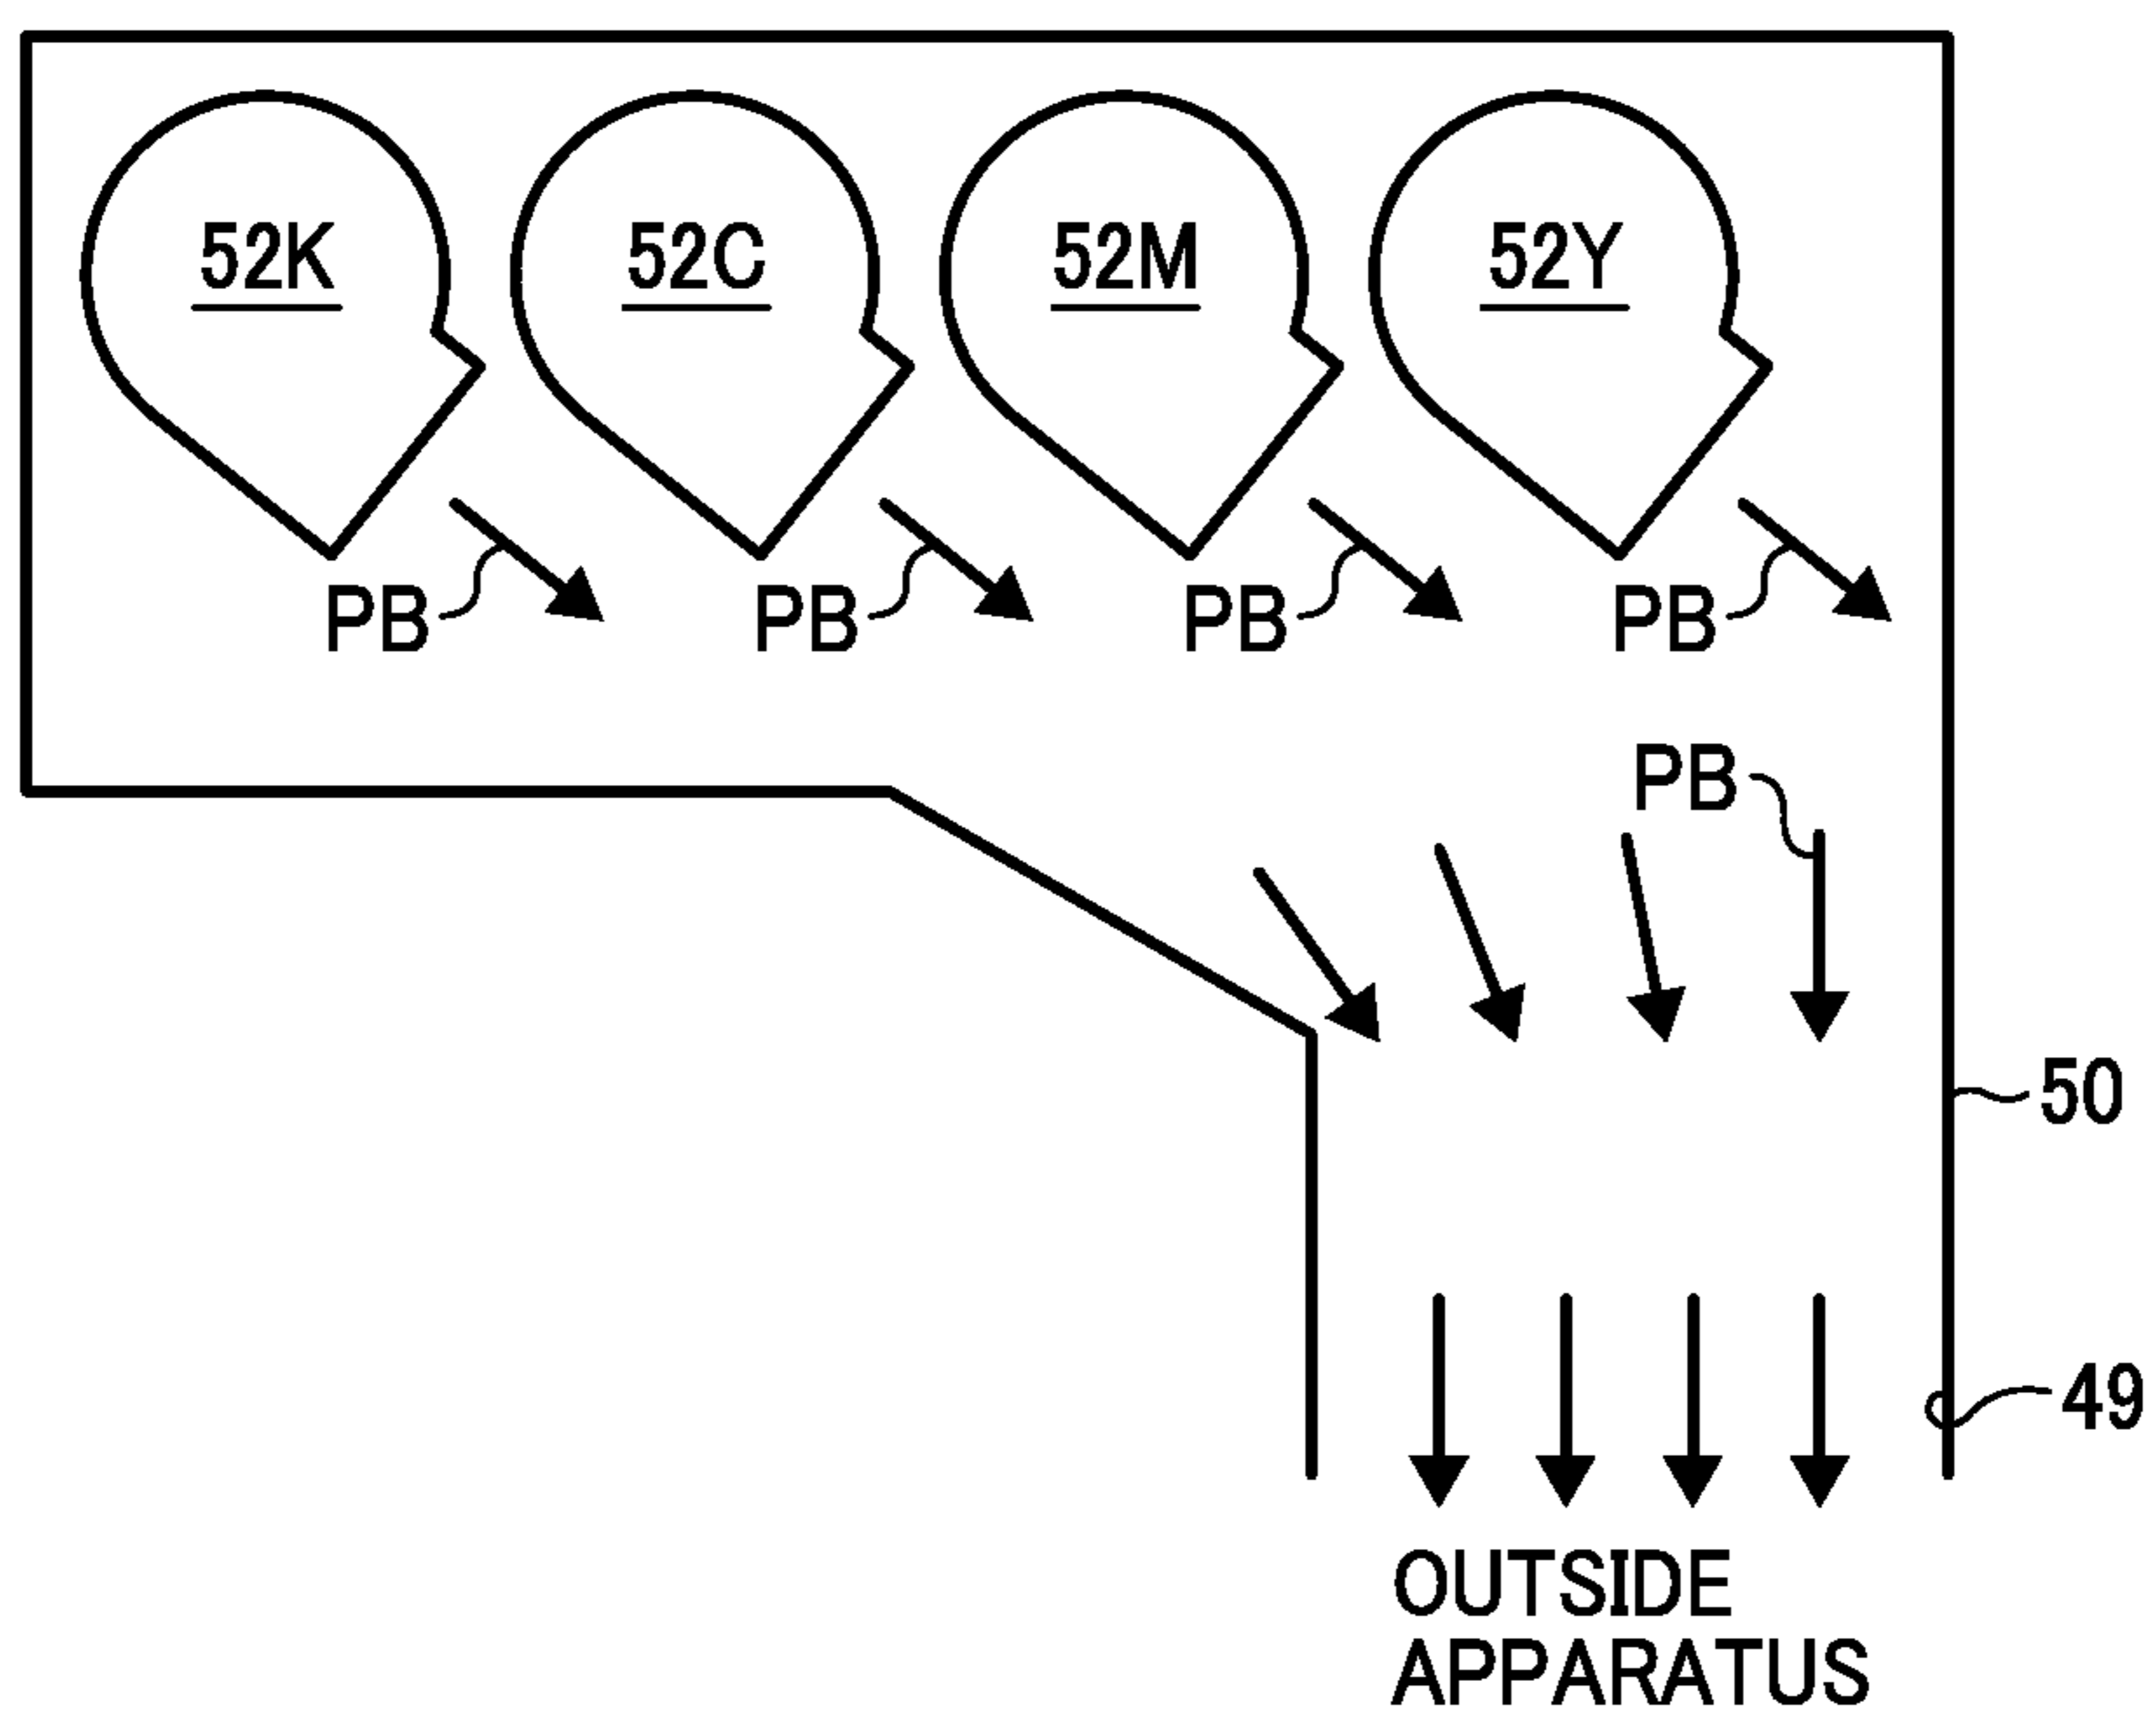 52K 52C 52M 52Y
PB PB PB PB
PB
50
49
OUTSIDE
APPARATUS